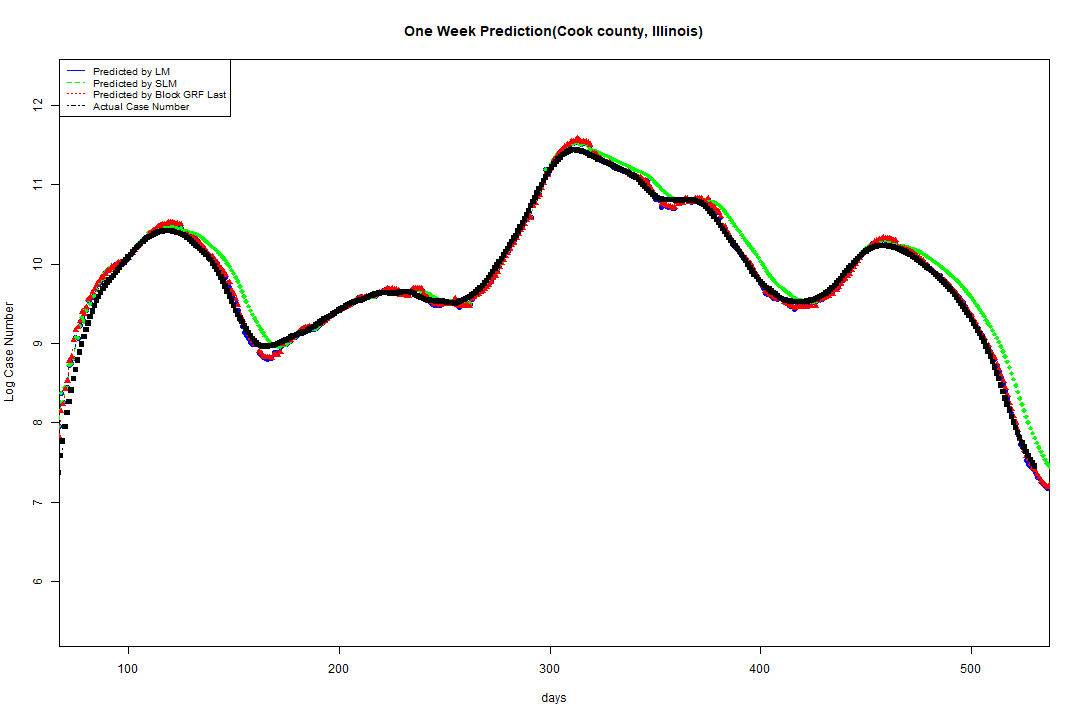 One Week Prediction(Cook county, Illinois)
Predicted by LM
Predicted by SLM
Predicted by Block GRF Last
Actual Case Number
12
11
10
9
8
7
6
Log Case Number
100 200 300 400 500
days